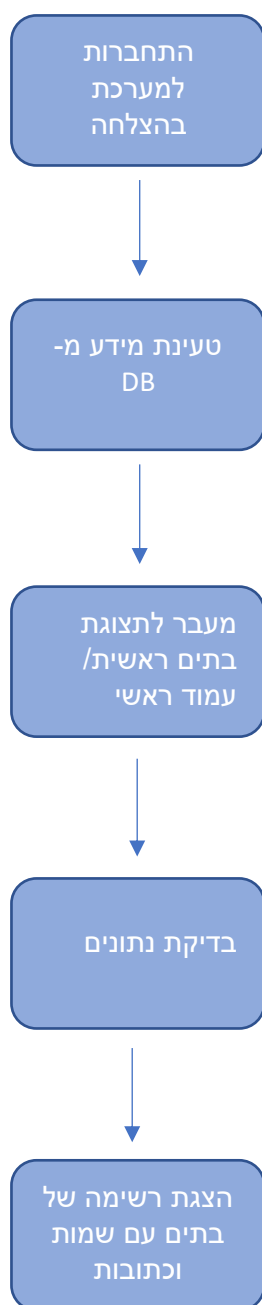 התחברות
למערכת
בהצלחה
טעינת מידע מ-
DB
מעבר לתצוגת
בתים ראשית/
עמוד ראשי
בדיקת נתונים
הצגת רשימה של
בתים עם שמות
וכתובות